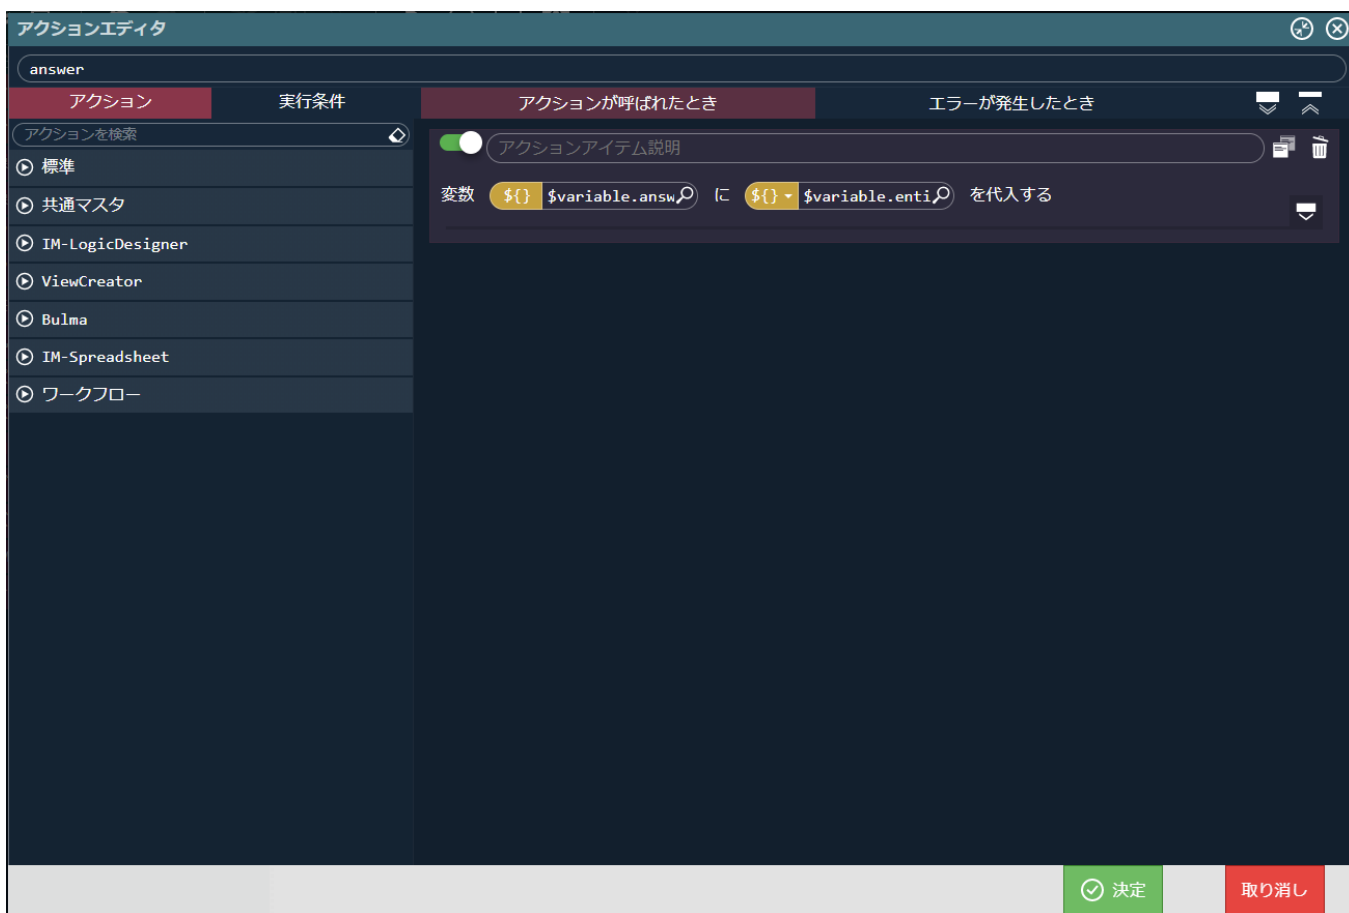 アクションエディタ
answer
アクション
実行条件
アクションが呼ばれたとき
エラーが発生したとき
アクションを検索
標準
共通マスタ
IM-LogicDesigner
ViewCreator
Bulma
IM-Spreadsheet
ワークフロー
アクションアイテム説明
変数 ${} $variable.answ に ${} $variable.enti を代入する
決定
取り消し